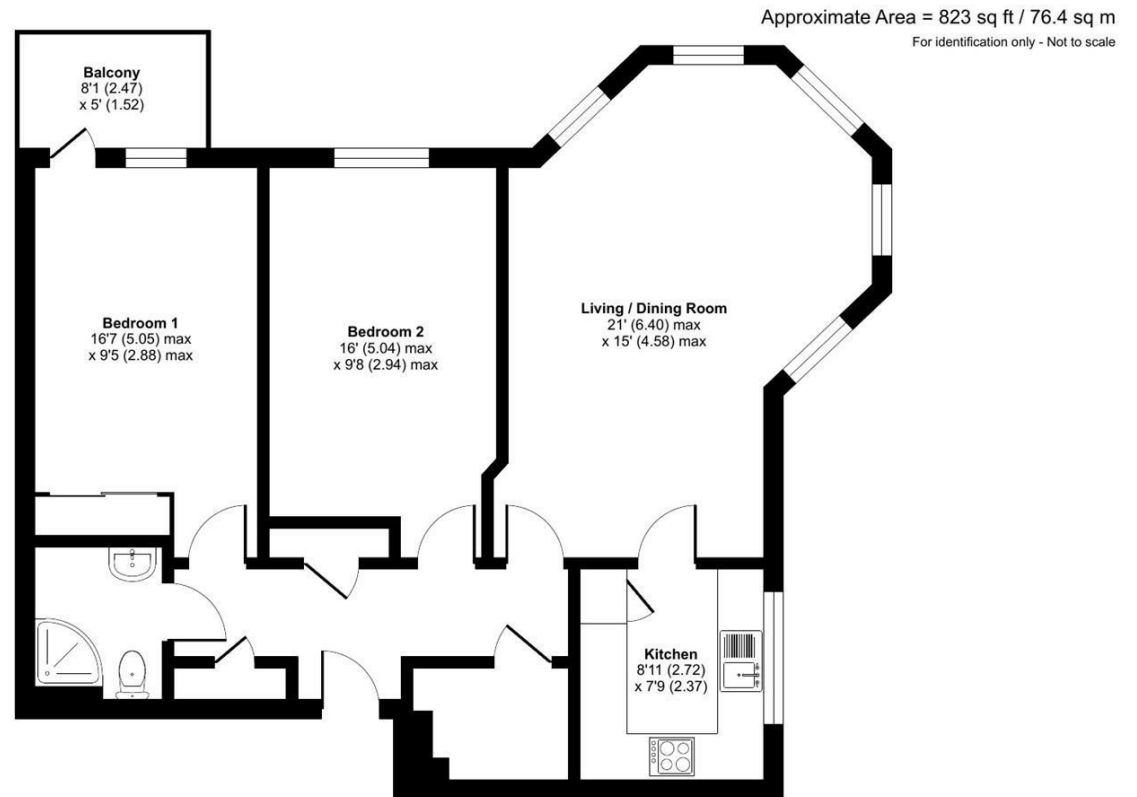 Approximate Area = 823 sq ft / 76.4 sq m
For identification only - Not to scale
Balcony
8'1 (2.47)
x 5' (1.52)
Bedroom 1
16'7 (5.05) max
x 9'5 (2.88) max
Bedroom 2
16' (5.04) max
x 9'8 (2.94) max
Living / Dining Room
21' (6.40) max
x 15' (4.58) max
Kitchen
8'11 (2.72)
x 7'9 (2.37)